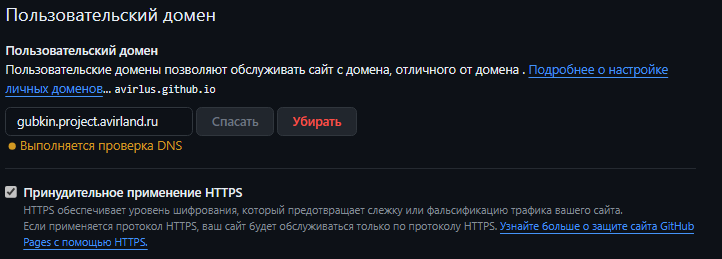 Пользовательский домен
Пользовательский домен
Пользовательские домены позволяют обслуживать сайт с домена, отличного от домена . Подробнее о настройке
личных доменов... avirlus.github.io
gubkin.project.avirland.ru Спасать Убирать
Выполняется проверка DNS
Принудительное применение HTTPS
HTTPS обеспечивает уровень шифрования, который предотвращает слежку или фальсификацию трафика вашего сайта.
Если применяется протокол HTTPS, ваш сайт будет обслуживаться только по протоколу HTTPS. Узнайте больше о защите сайта GitHub
Pages с помощью HTTPS.